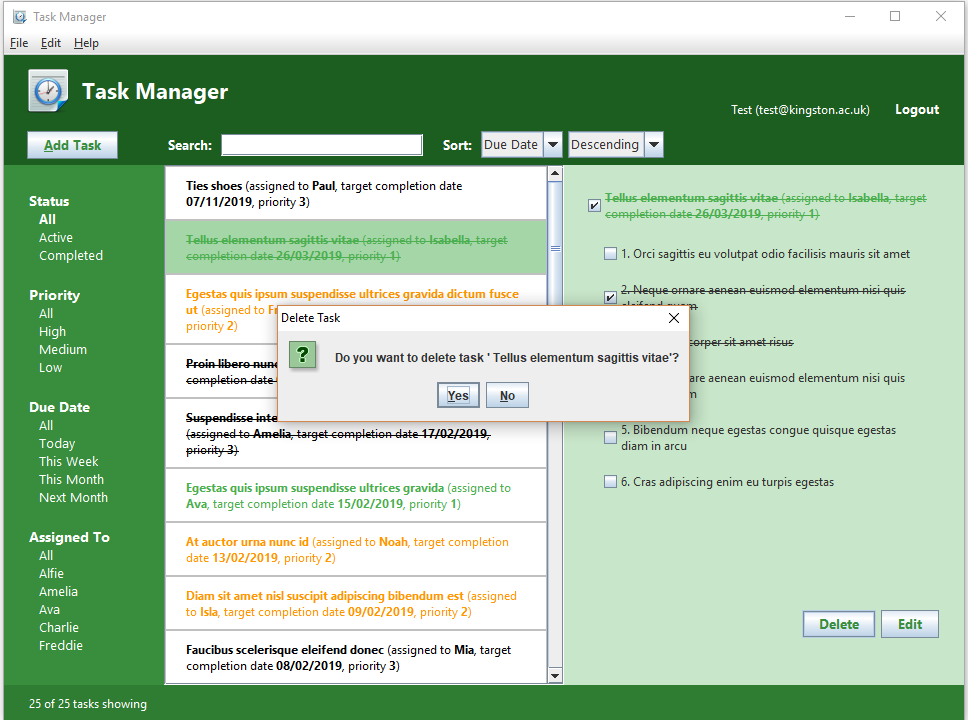 Task Manager
File Edit Help
Task Manager
Test (test@kingston.ac.uk) Logout
Add Task Search: Sort: Due Date Descending
Status
All
Active
Completed
Priority
All
High
Medium
Low
Due Date
All
Today
This Week
This Month
Next Month
Assigned To
All
Alfie
Amelia
Ava
Charlie
Freddie
Ties shoes (assigned to Paul, target completion date
07/11/2019, priority 3)
Tellus elementum sagittis vitae (assigned to Isabella, target
completion date 26/03/2019, priority 1)
Egestas quis ipsum suspendisse ultrices gravida dictum fusce
ut (assigned to
priority 2)
Proin libero nunc
completion date
Suspendisse
(assigned to Amelia, target completion date 17/02/2019,
priority 3)
Egestas quis ipsum suspendisse ultrices gravida (assigned to
Ava, target completion date 15/02/2019, priority 1)
At auctor urna nunc id (assigned to Noah, target completion
date 13/02/2019, priority 2)
Diam sit amet nisl suscipit adipiscing bibendum est (assigned
to Isla, target completion date 09/02/2019, priority 2)
Faucibus scelerisque eleifend donec (assigned to Mia, target
completion date 08/02/2019, priority 3)
Delete Task
Do you want to delete task ' Tellus elementum sagittis vitae'?
Yes No
Tellus elementum sagittis vitae (assigned to Isabella, target
completion date 26/03/2019, priority 1)
1. Orci sagittis eu volutpat odio facilisis mauris sit amet
2. Neque ornare aenean euismod elementum nisi quis
eleifend quam
sit amet risus
aenean euismod elementum nisi quis
5. Bibendum neque egestas congue quisque egestas
diam in arcu
6. Cras adipiscing enim eu turpis egestas
Delete Edit
25 of 25 tasks showing